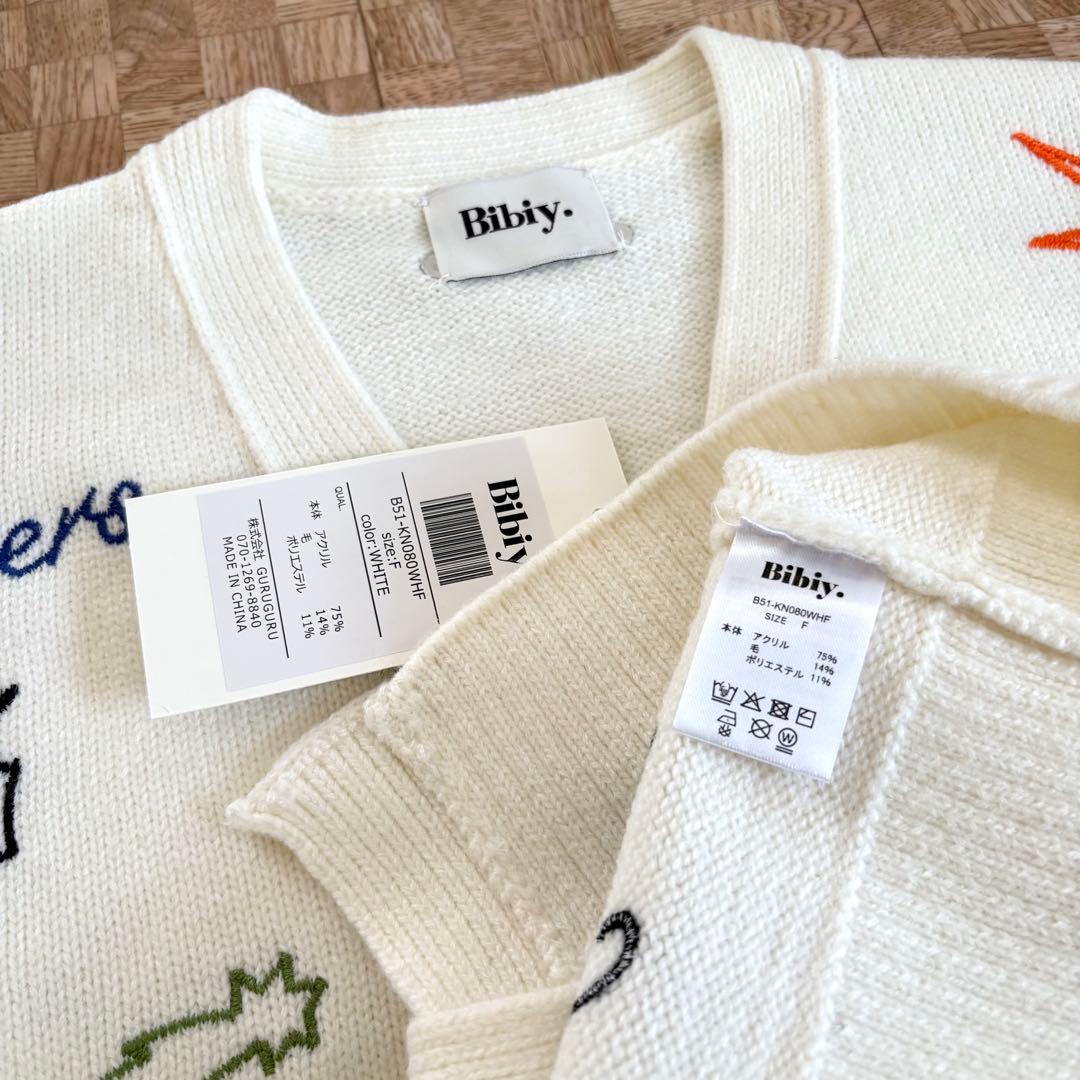 Bibiy.
ers
Bibiy
B51-KN080WHF
size:F
color:WHITE
QUAL.
本体 アクリル 75%
毛 14%
ポリエステル 11%
株式会社 GURUGURU
070-1269-8840
MADE IN CHINA
Bibiy.
B51-KN080WHF
SIZE F
本体 アクリル 75%
毛 14%
ポリエステル 11%
W